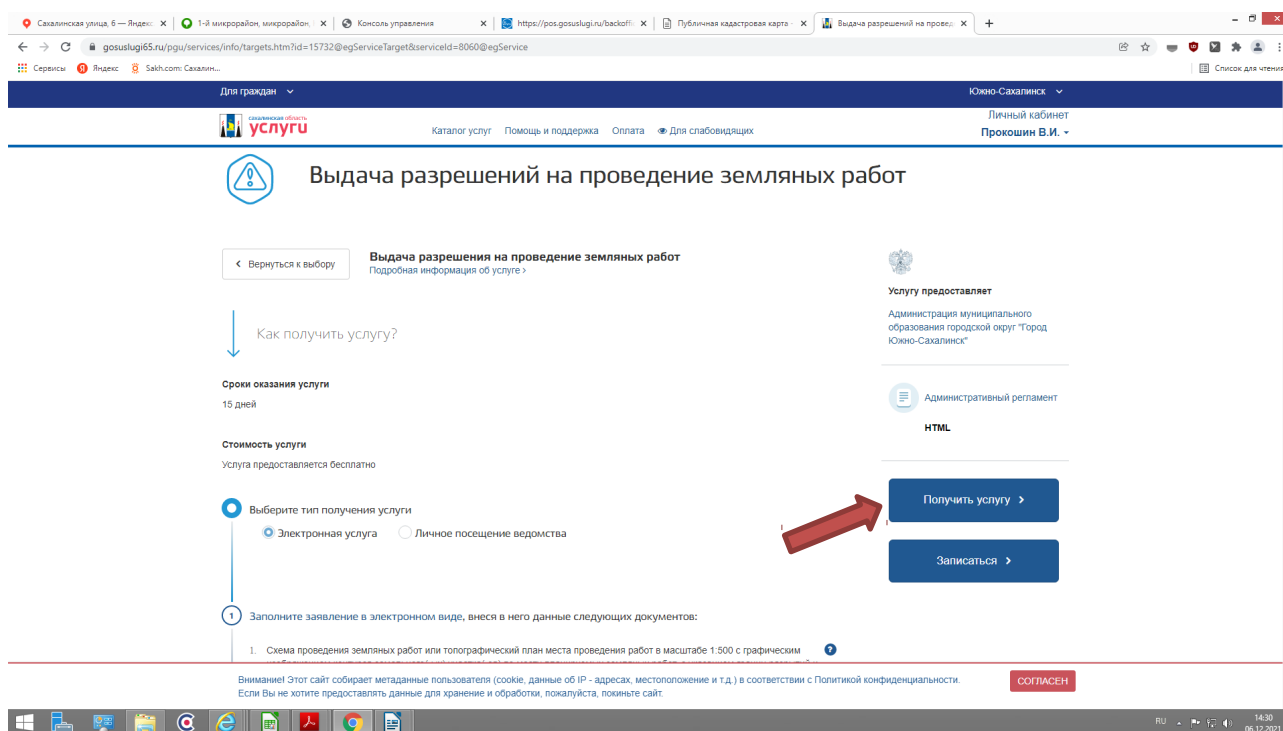 Сахалинская улица, 6 — Яндекс
1-й микрорайон, микрорайон,
Консоль управления
https://pos.gosuslugi.ru/backoffi
Публичная кадастровая карта -
Выдача разрешений на провед
gosuslugi65.ru/pgu/services/info/targets.htm?id=15732@egServiceTarget&serviceId=8060@egService
Сервисы
Яндекс
Sakh.com: Сахалин...
Список для чтения
Для граждан
Южно-Сахалинск
сахалинская область
услуги
Каталог услуг
Помощь и поддержка
Оплата
Для слабовидящих
Личный кабинет
Прокошин В.И.
Выдача разрешений на проведение земляных работ
Вернуться к выбору
Выдача разрешения на проведение земляных работ
Подробная информация об услуге ›
Как получить услугу?
Сроки оказания услуги
15 дней
Стоимость услуги
Услуга предоставляется бесплатно
Выберите тип получения услуги
Электронная услуга
Личное посещение ведомства
1 Заполните заявление в электронном виде, внеся в него данные следующих документов:
1. Схема проведения земляных работ или топографический план места проведения работ в масштабе 1:500 с графическим
Услугу предоставляет
Администрация муниципального
образования городской округ "Город
Южно-Сахалинск"
Административный регламент
HTML
Получить услугу
Записаться
Внимание! Этот сайт собирает метаданные пользователя (cookie, данные об IP - адресах, местоположение и т.д.) в соответствии с Политикой конфиденциальности.
Если Вы не хотите предоставлять данные для хранения и обработки, пожалуйста, покиньте сайт.
СОГЛАСЕН
RU
14:30
06.12.2021